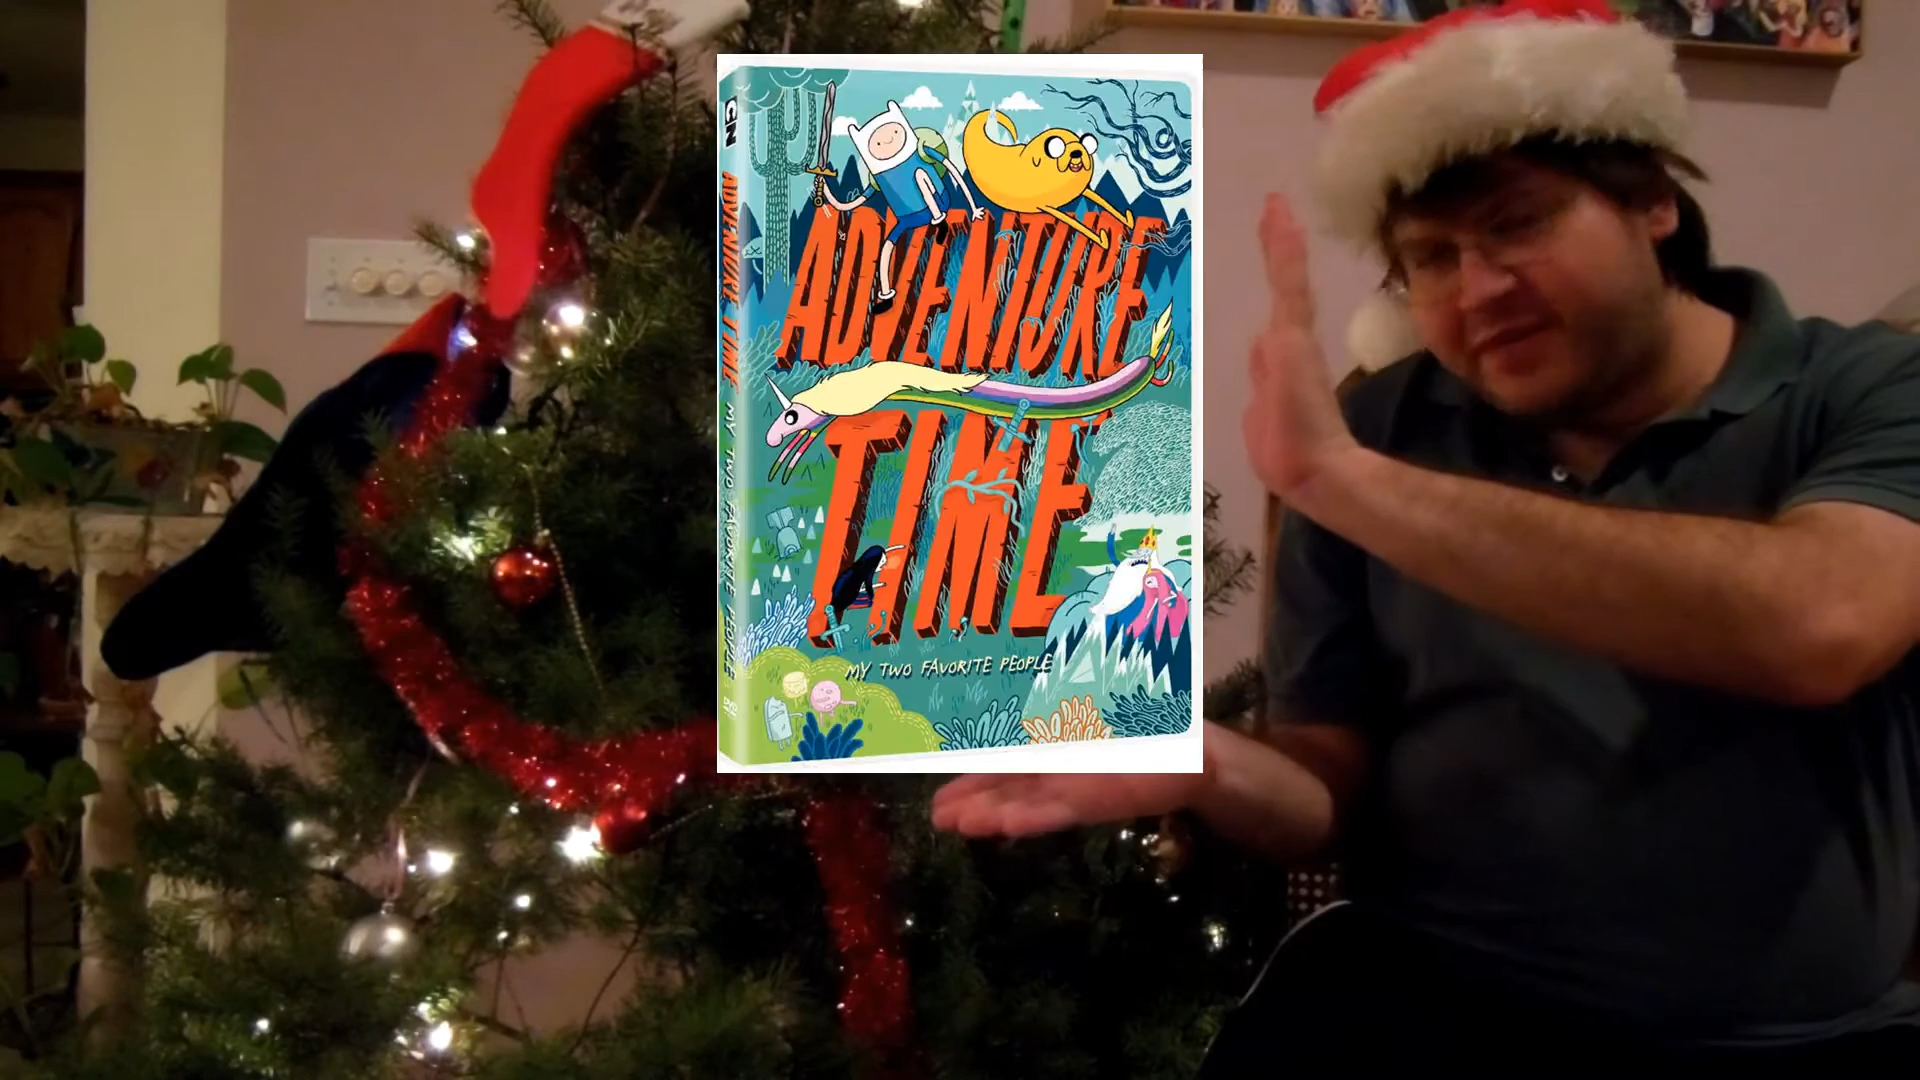 CN
ADVENTURE TIME
MY TWO FAVORITE PEOPLE
DVD
ADVENTURE
TIME
MY TWO FAVORITE PEOPLE